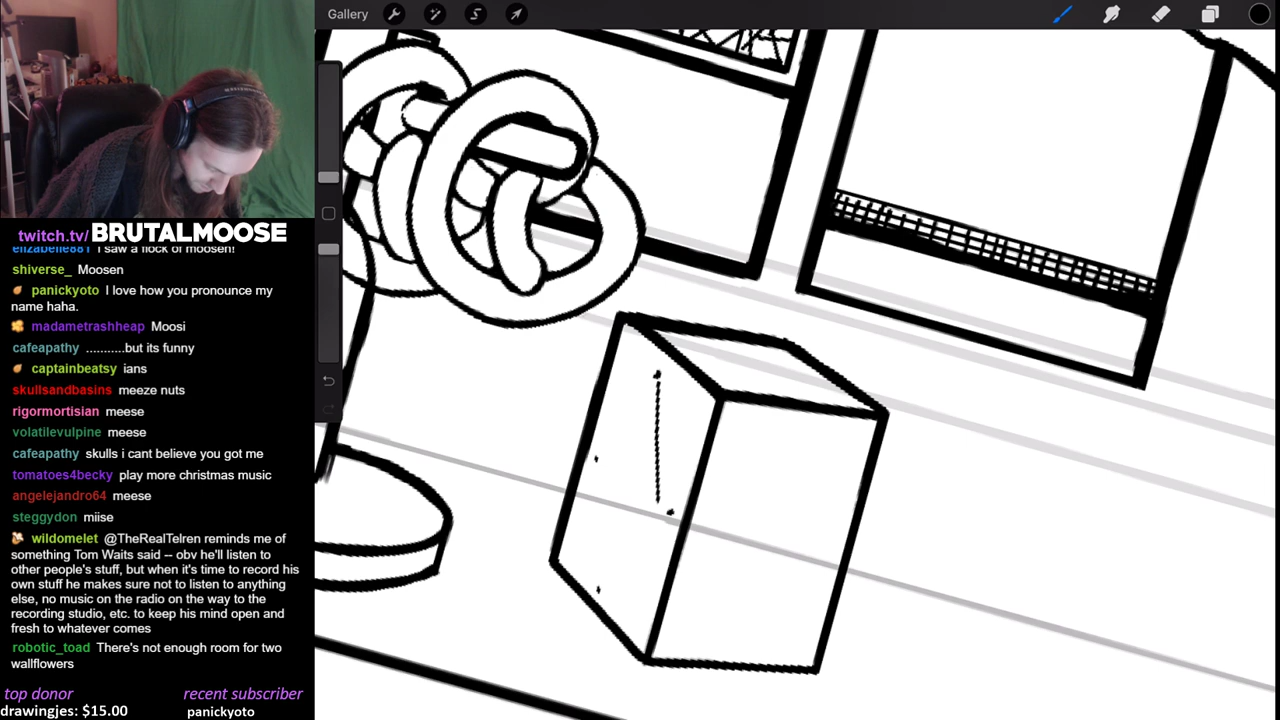 Gallery
twitch.tv/BRUTALMOOSE
elizabeth881 I saw a flock of moosen!
shiverse_ Moosen
panickyoto I love how you pronounce my
name haha.
madametrashheap Moosi
cafeapathy ...........but its funny
captainbeatsy ians
skullsandbasins meeze nuts
rigormortisian meese
volatilevulpine meese
cafeapathy skulls i cant believe you got me
tomatoes4becky play more christmas music
angelejandro64 meese
steggydon miise
wildomelet @TheRealTelren reminds me of
something Tom Waits said -- obv he'll listen to
other people's stuff, but when it's time to record his
own stuff he makes sure not to listen to anything
else, no music on the radio on the way to the
recording studio, etc. to keep his mind open and
fresh to whatever comes
robotic_toad There's not enough room for two
wallflowers
top donor recent subscriber
drawingjes: $15.00 panickyoto